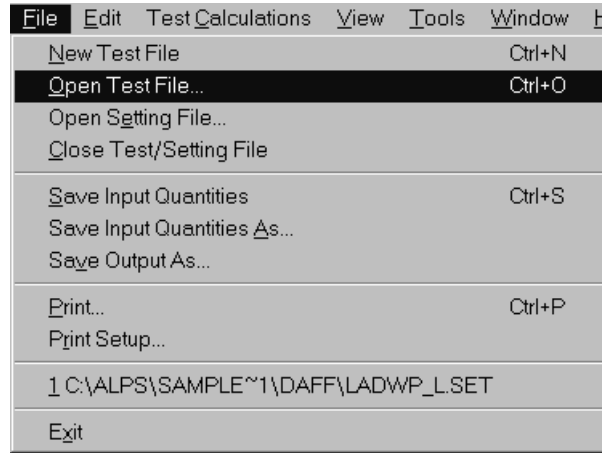 File Edit Test Calculations View Tools Window
New Test File Ctrl+N
Open Test File... Ctrl+O
Open Setting File...
Close Test/Setting File
Save Input Quantities Ctrl+S
Save Input Quantities As...
Save Output As...
Print... Ctrl+P
Print Setup...
1 C:\ALPS\SAMPLE~1\DAFF\LADWP_L.SET
Exit